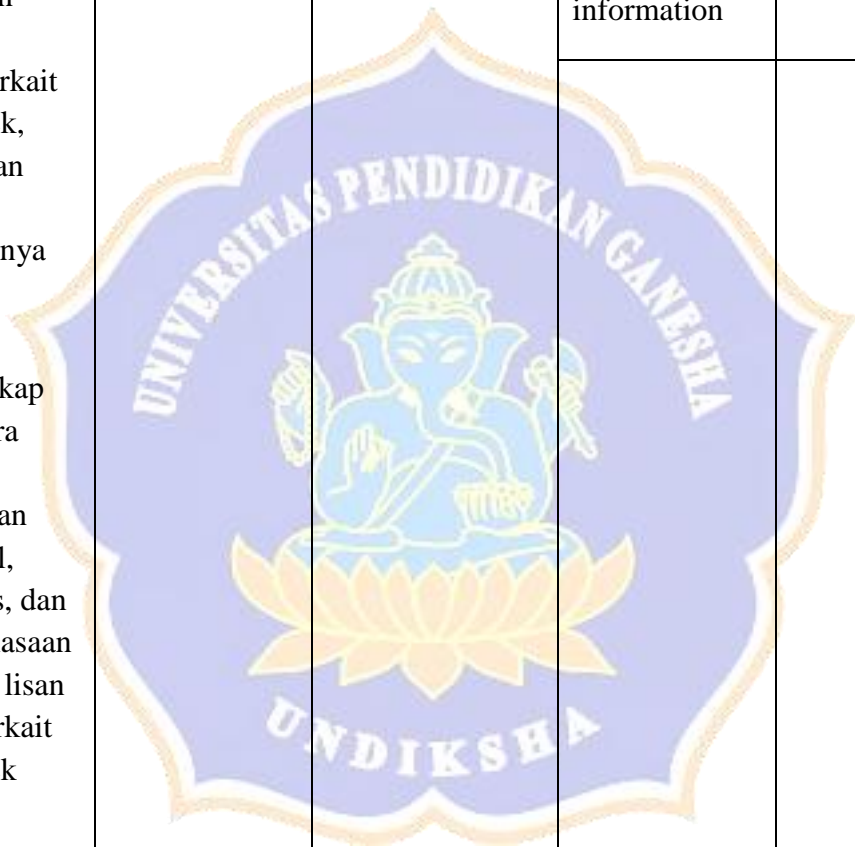 information
rkait
k,
an
nya
kap
ra
an
l,
s, dan
asaan
lisan
rkait
k
UNIVERSITAS PENDIDIKAN GANESHA
UNDIKSHA